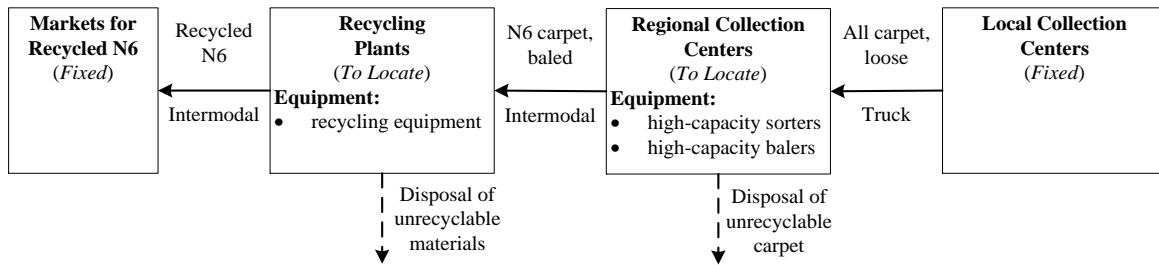 Markets for
Recycled N6
(Fixed)
Recycled
N6
Intermodal
Recycling
Plants
(To Locate)
Equipment:
• recycling equipment
Disposal of
unrecyclable
materials
N6 carpet,
baled
Intermodal
Regional Collection
Centers
(To Locate)
Equipment:
• high-capacity sorters
• high-capacity balers
Disposal of
unrecyclable
carpet
All carpet,
loose
Truck
Local Collection
Centers
(Fixed)